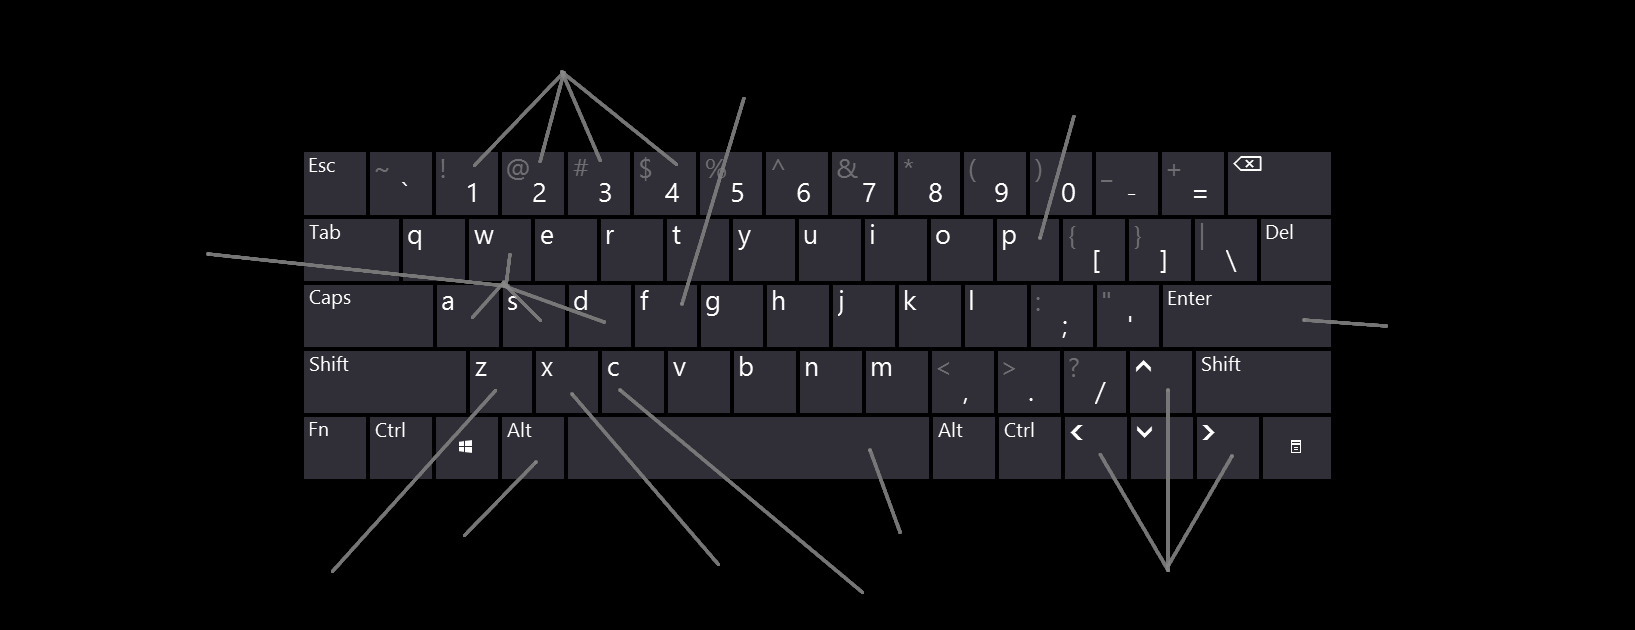 Esc ~ ` ! 1 @ 2 # 3 $ 4 % 5 ^ 6 & 7 * 8 ( 9 ) 0 _ - + =
Tab q w e r t y u i o p { [ } ] | \ Del
Caps a s d f g h j k l : ; " ' Enter
Shift z x c v b n m < , > . ? / ^ Shift
Fn Ctrl Alt Alt Ctrl